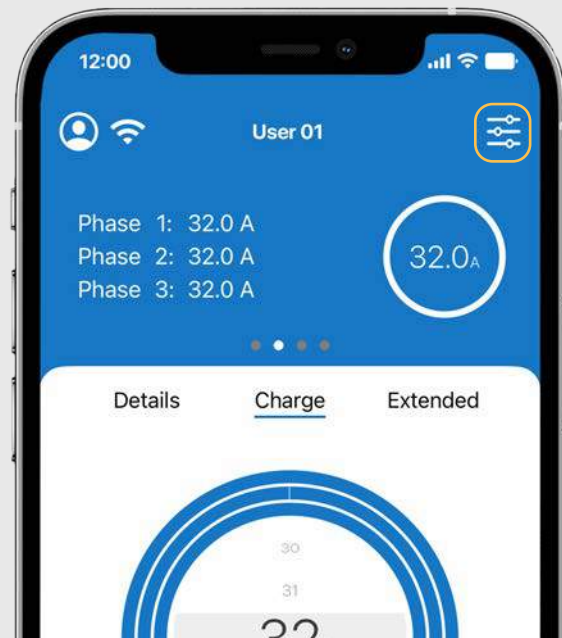 12:00
User 01
Phase 1: 32.0 A
Phase 2: 32.0 A
Phase 3: 32.0 A
32.0A
Details Charge Extended
30
31
32